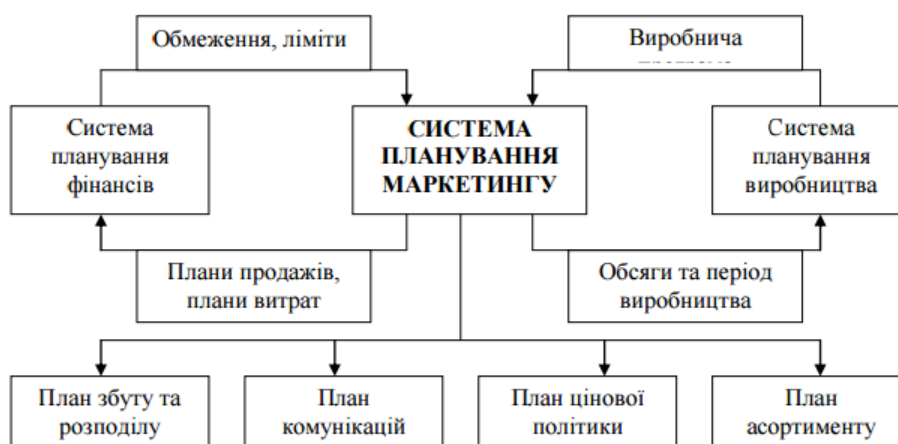 Обмеження, ліміти
Виробнича
Система
планування
фінансів
СИСТЕМА
ПЛАНУВАННЯ
МАРКЕТИНГУ
Система
планування
виробництва
Плани продажів,
плани витрат
Обсяги та період
виробництва
План збуту та
розподілу
План
комунікацій
План цінової
політики
План
асортименту